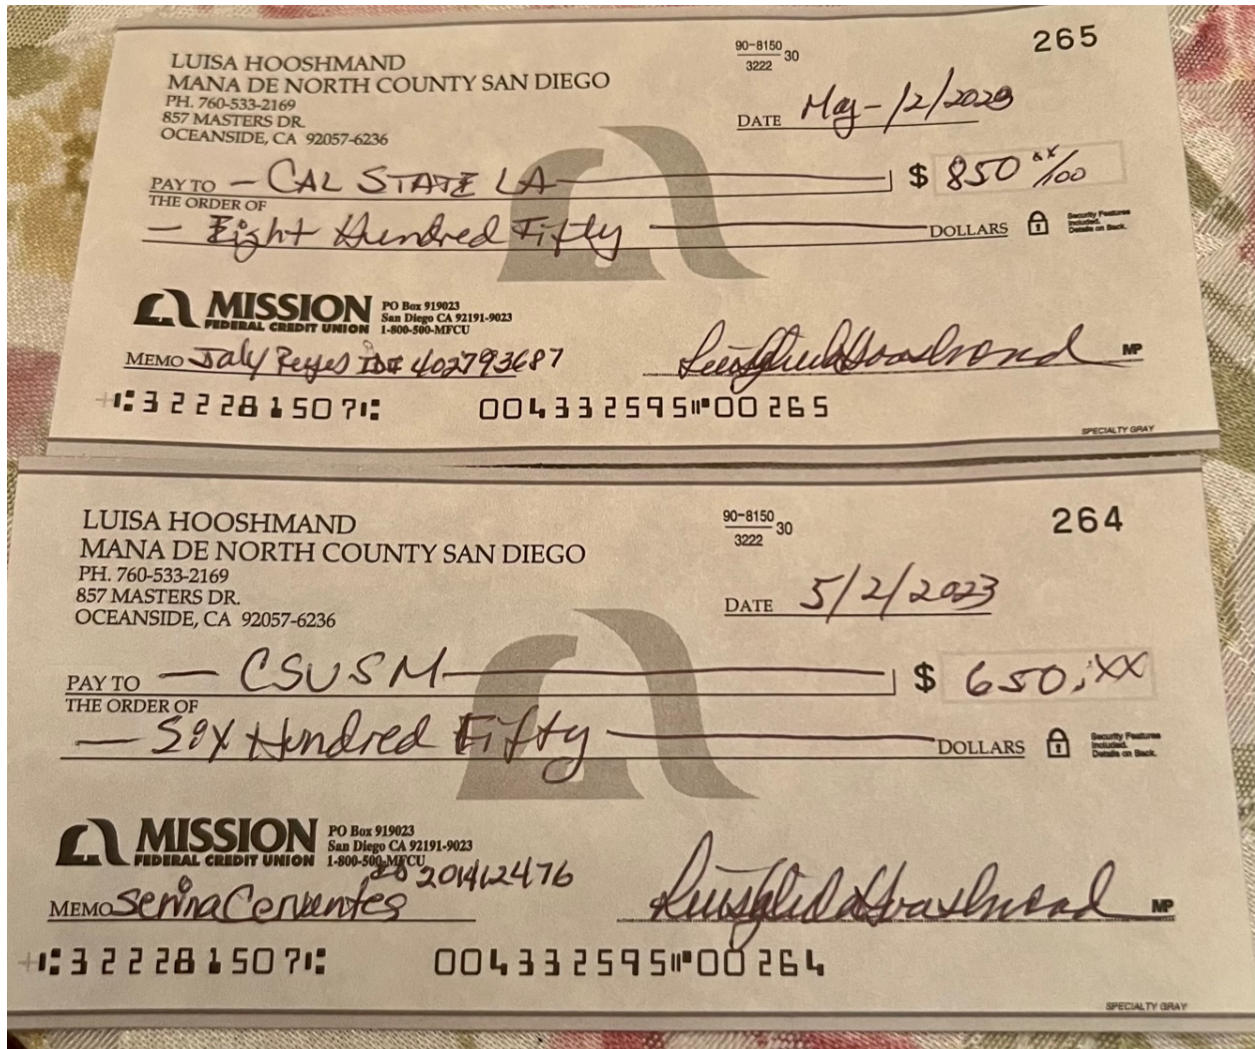 LUISA HOOSHMAND
MANA DE NORTH COUNTY SAN DIEGO
PH. 760-533-2169
857 MASTERS DR.
OCEANSIDE, CA 92057-6236
90-8150
3222
30
265
DATE May-/2/2023
PAY TO THE ORDER OF — CAL STATE LA $ 850 xx/100
— Eight Hundred Fifty DOLLARS
Security Features
Included.
Details on Back.
MISSION
FEDERAL CREDIT UNION
PO Box 919023
San Diego CA 92191-9023
1-800-500-MFCU
MEMO Jaly Reyes ID# 402793687
MP
322281507 004332595 00265
SPECIALTY GRAY
LUISA HOOSHMAND
MANA DE NORTH COUNTY SAN DIEGO
PH. 760-533-2169
857 MASTERS DR.
OCEANSIDE, CA 92057-6236
90-8150
3222
30
264
DATE 5/2/2023
PAY TO THE ORDER OF — CSUSM $ 650.xx
— Six Hundred Fifty DOLLARS
Security Features
Included.
Details on Back.
MISSION
FEDERAL CREDIT UNION
PO Box 919023
San Diego CA 92191-9023
1-800-500-MFCU
MEMO Serina Cervantes
MP
322281507 004332595 00264
SPECIALTY GRAY